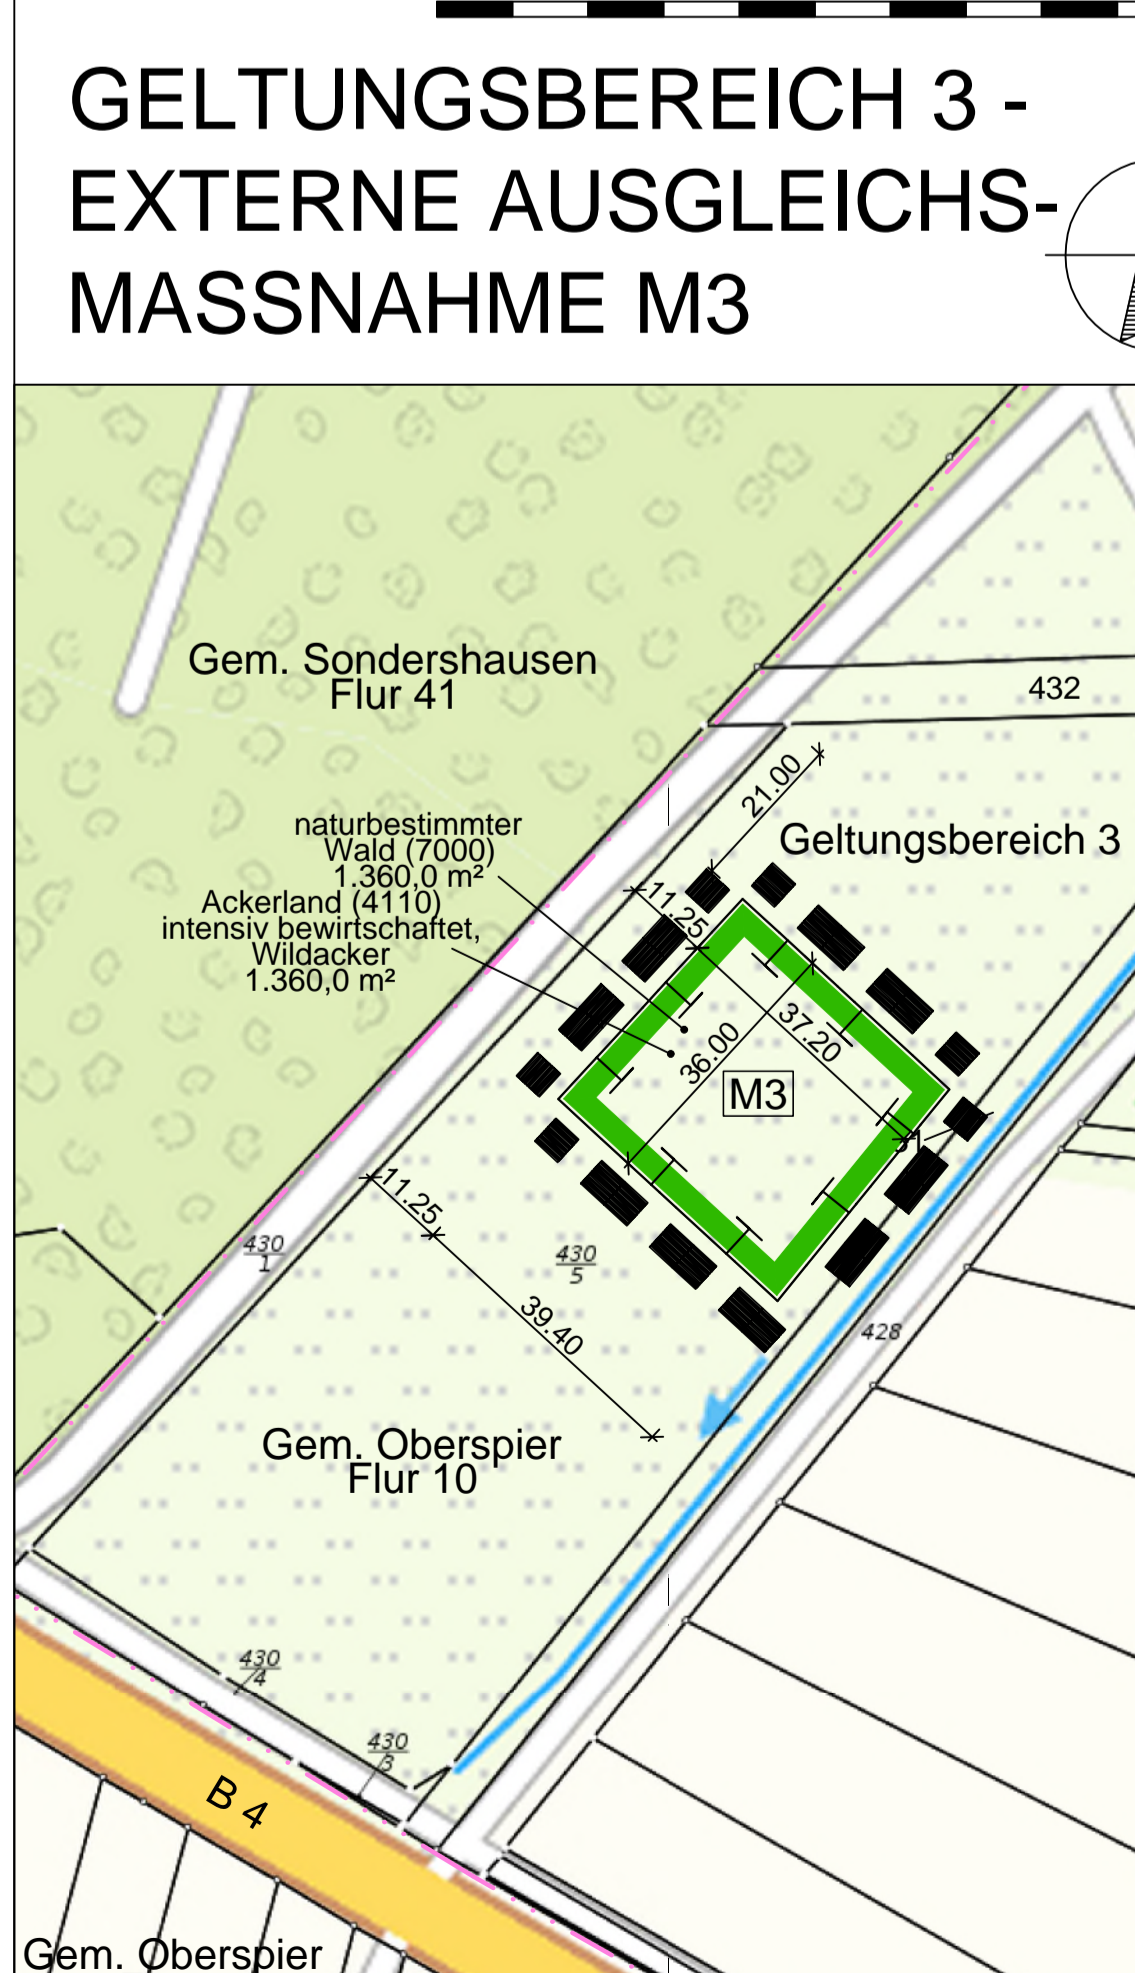 GELTUNGSBEREICH 3 -
EXTERNE AUSGLEICHS-
MASSNAHME M3
Gem. Sondershausen
Flur 41
432
21.00
naturbestimmter
Wald (7000)
1.360,0 m²
Ackerland (4110)
intensiv bewirtschaftet,
Wildacker
1.360,0 m²
Geltungsbereich 3
11.25
37.20
36.00
M3
11.25
430
1
430
5
39.40
428
Gem. Oberspier
Flur 10
430
4
430
3
B 4
Gem. Oberspier